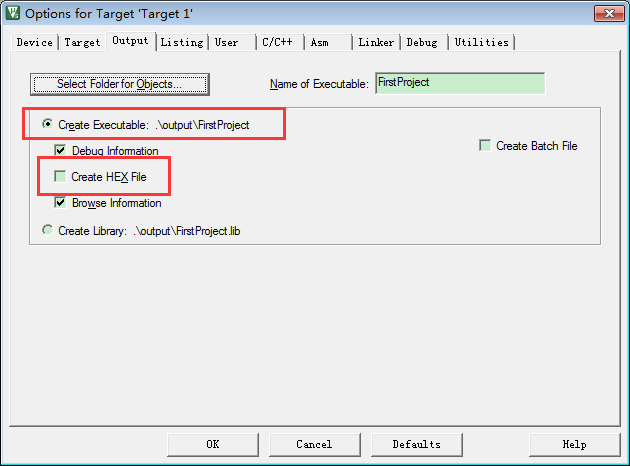 Options for Target 'Target 1'
Device Target Output Listing User C/C++ Asm Linker Debug Utilities
Select Folder for Objects... Name of Executable: FirstProject
Create Executable: .\output\FirstProject
Debug Information Create Batch File
Create HEX File
Browse Information
Create Library: .\output\FirstProject.lib
OK Cancel Defaults Help